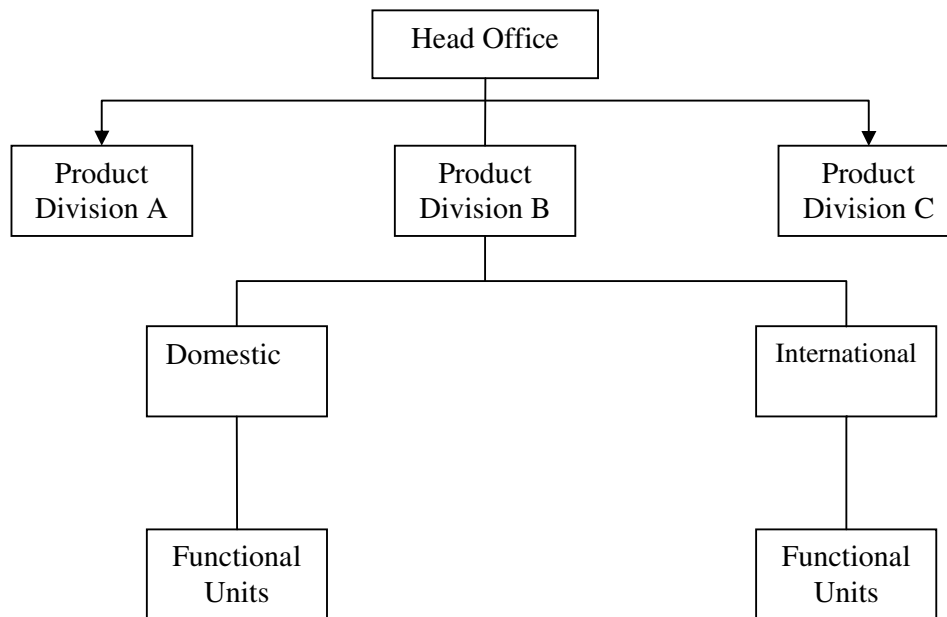 Head Office
Product
Division A
Product
Division B
Product
Division C
Domestic
International
Functional
Units
Functional
Units